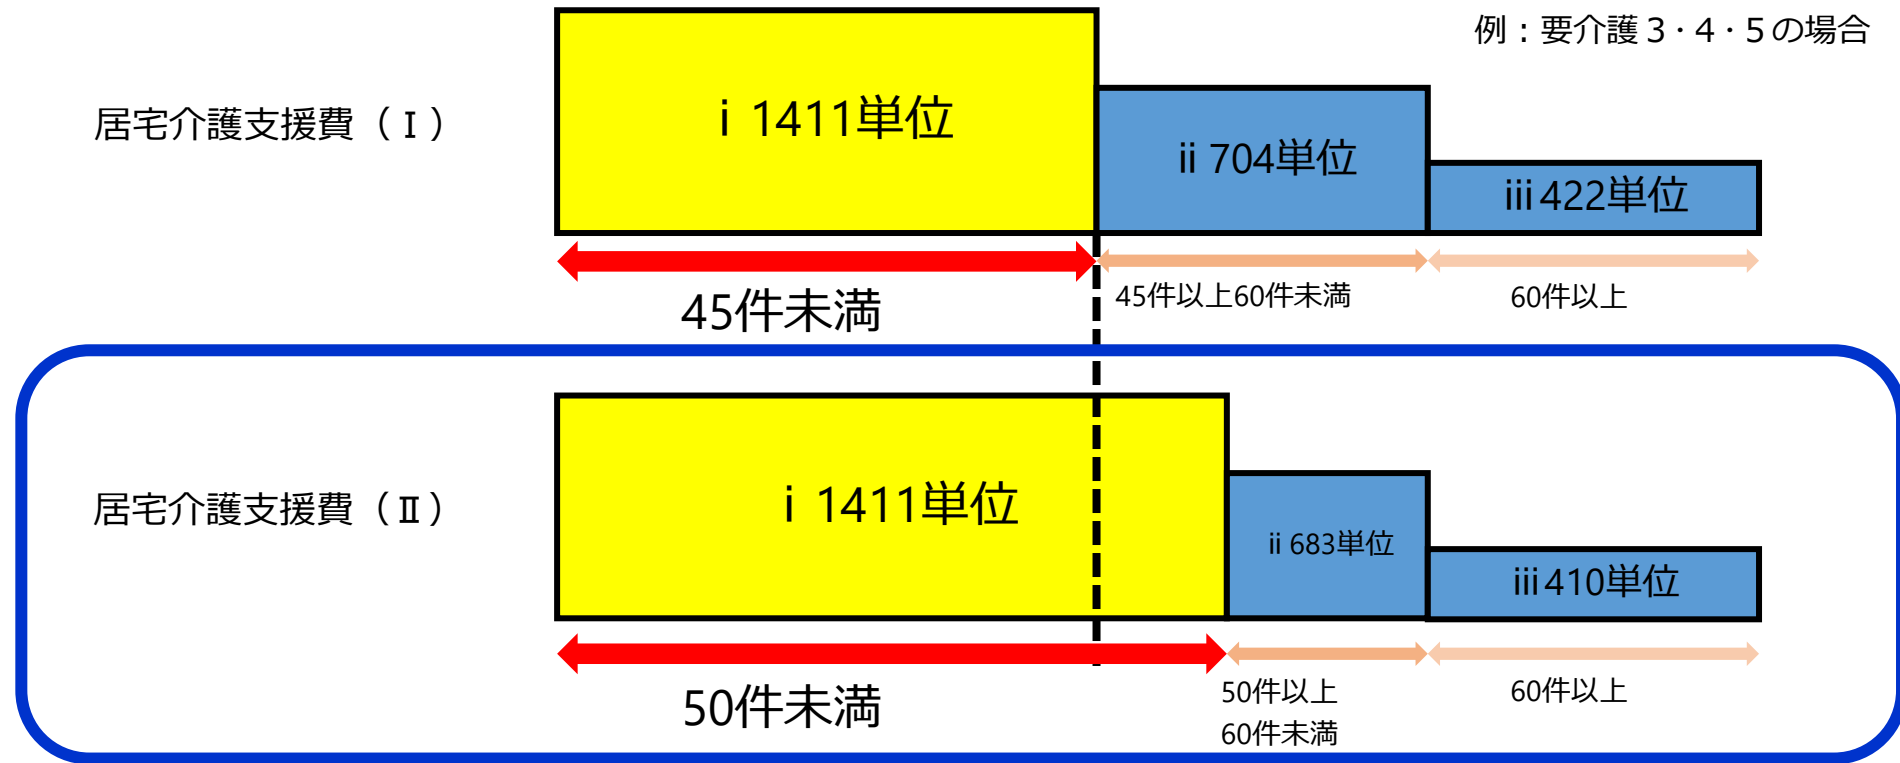 例：要介護3・4・5の場合
居宅介護支援費（Ⅰ）
ⅰ 1411単位
ⅱ 704単位
ⅲ 422単位
45件未満
45件以上60件未満
60件以上
居宅介護支援費（Ⅱ）
ⅰ 1411単位
ⅱ 683単位
ⅲ 410単位
50件未満
50件以上
60件未満
60件以上